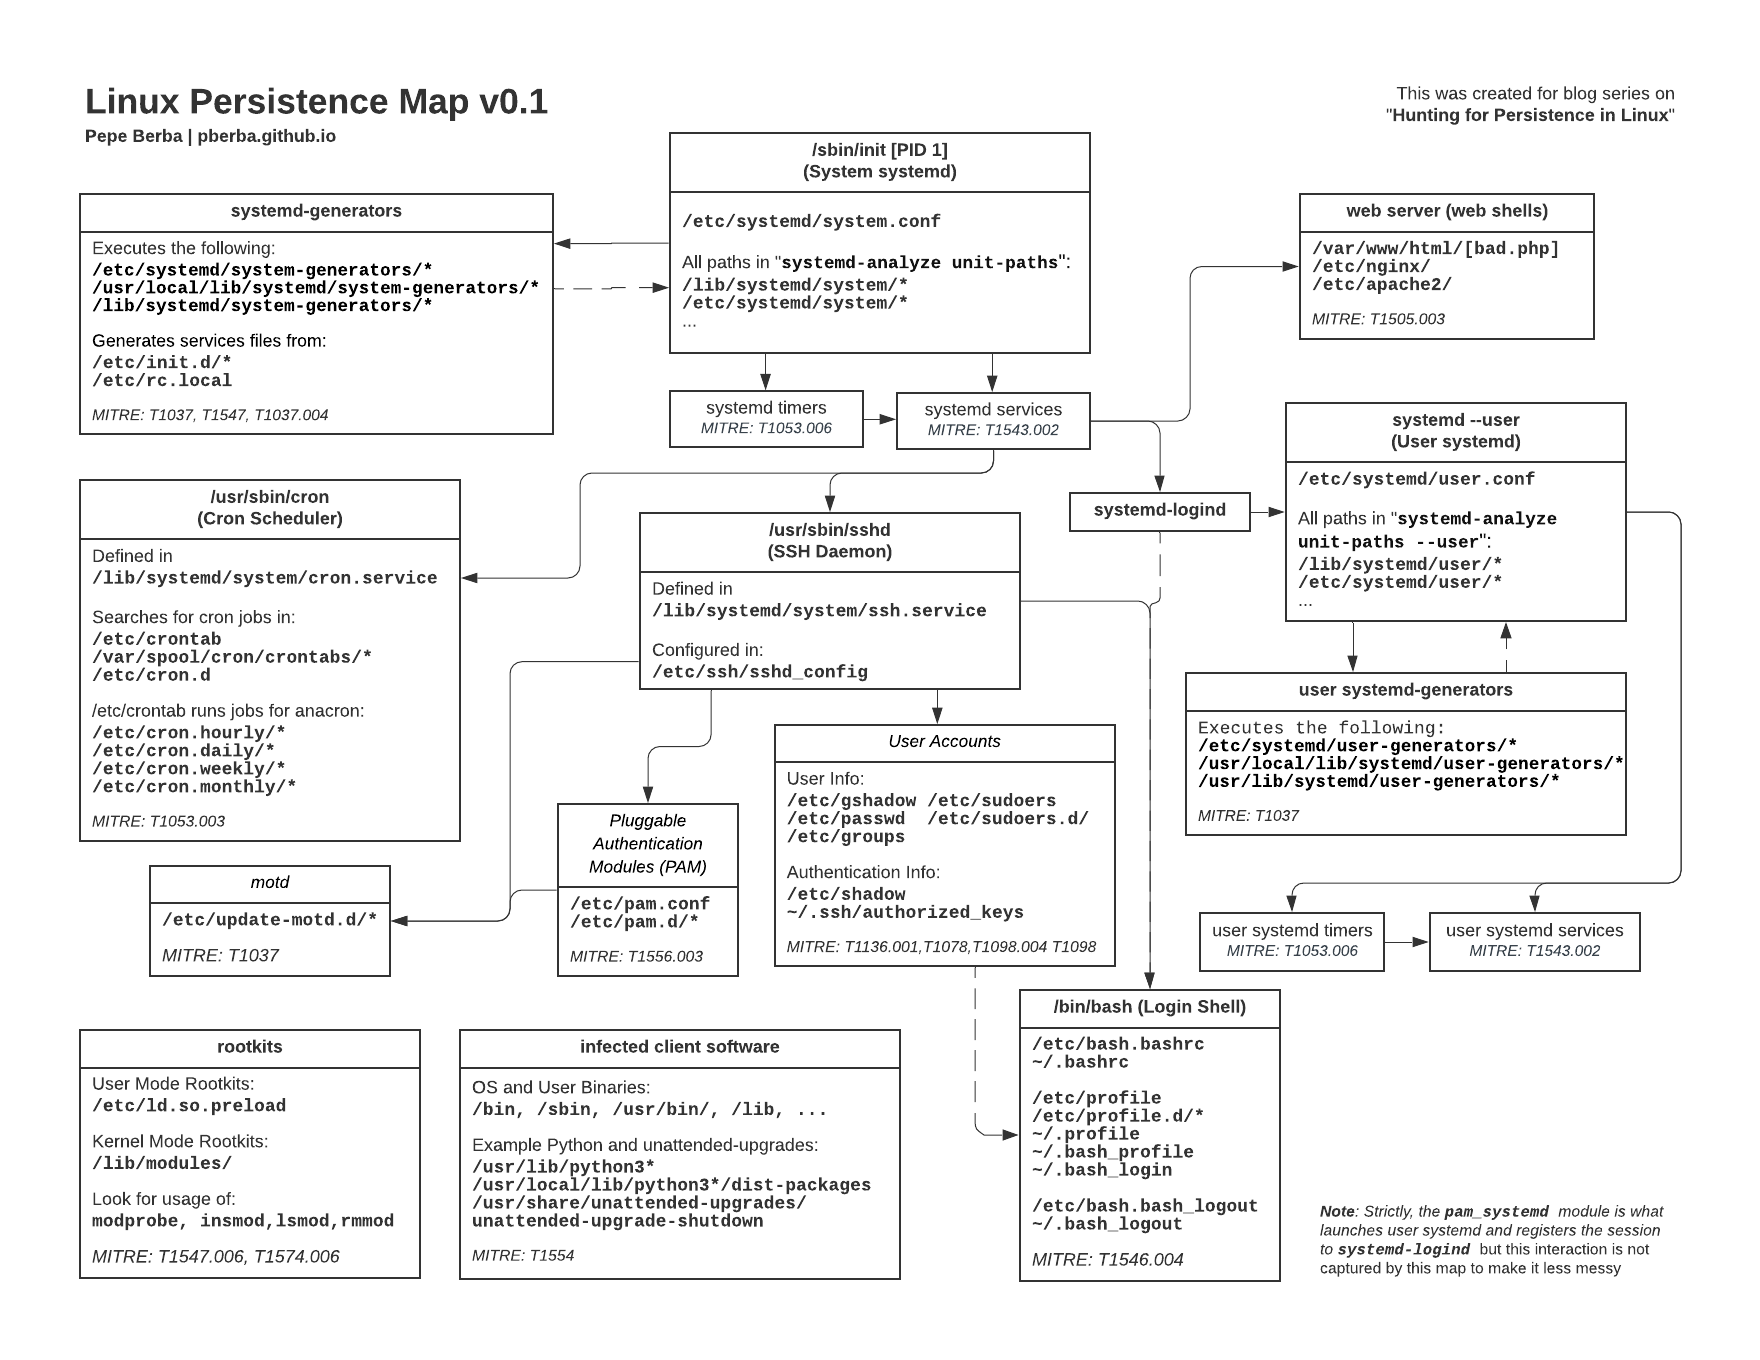 Linux Persistence Map v0.1
Pepe Berba | pberba.github.io
This was created for blog series on
"Hunting for Persistence in Linux"
/sbin/init [PID 1]
(System systemd)
/etc/systemd/system.conf
All paths in "systemd-analyze unit-paths":
/lib/systemd/system/*
/etc/systemd/system/*
...
systemd-generators
Executes the following:
/etc/systemd/system-generators/*
/usr/local/lib/systemd/system-generators/*
/lib/systemd/system-generators/*
Generates services files from:
/etc/init.d/*
/etc/rc.local
MITRE: T1037, T1547, T1037.004
web server (web shells)
/var/www/html/[bad.php]
/etc/nginx/
/etc/apache2/
MITRE: T1505.003
systemd timers
MITRE: T1053.006
systemd services
MITRE: T1543.002
systemd --user
(User systemd)
/etc/systemd/user.conf
All paths in "systemd-analyze
unit-paths --user":
/lib/systemd/user/*
/etc/systemd/user/*
...
/usr/sbin/cron
(Cron Scheduler)
Defined in
/lib/systemd/system/cron.service
Searches for cron jobs in:
/etc/crontab
/var/spool/cron/crontabs/*
/etc/cron.d
/etc/crontab runs jobs for anacron:
/etc/cron.hourly/*
/etc/cron.daily/*
/etc/cron.weekly/*
/etc/cron.monthly/*
MITRE: T1053.003
/usr/sbin/sshd
(SSH Daemon)
Defined in
/lib/systemd/system/ssh.service
Configured in:
/etc/ssh/sshd_config
systemd-logind
user systemd-generators
Executes the following:
/etc/systemd/user-generators/*
/usr/local/lib/systemd/user-generators/*
/usr/lib/systemd/user-generators/*
MITRE: T1037
User Accounts
User Info:
/etc/gshadow /etc/sudoers
/etc/passwd /etc/sudoers.d/
/etc/groups
Authentication Info:
/etc/shadow
~/.ssh/authorized_keys
MITRE: T1136.001,T1078,T1098.004 T1098
Pluggable
Authentication
Modules (PAM)
/etc/pam.conf
/etc/pam.d/*
MITRE: T1556.003
motd
/etc/update-motd.d/*
MITRE: T1037
user systemd timers
MITRE: T1053.006
user systemd services
MITRE: T1543.002
rootkits
User Mode Rootkits:
/etc/ld.so.preload
Kernel Mode Rootkits:
/lib/modules/
Look for usage of:
modprobe, insmod,lsmod,rmmod
MITRE: T1547.006, T1574.006
infected client software
OS and User Binaries:
/bin, /sbin, /usr/bin/, /lib, ...
Example Python and unattended-upgrades:
/usr/lib/python3*
/usr/local/lib/python3*/dist-packages
/usr/share/unattended-upgrades/
unattended-upgrade-shutdown
MITRE: T1554
/bin/bash (Login Shell)
/etc/bash.bashrc
~/.bashrc
/etc/profile
/etc/profile.d/*
~/.profile
~/.bash_profile
~/.bash_login
/etc/bash.bash_logout
~/.bash_logout
MITRE: T1546.004
Note: Strictly, the pam_systemd module is what
launches user systemd and registers the session
to systemd-logind but this interaction is not
captured by this map to make it less messy